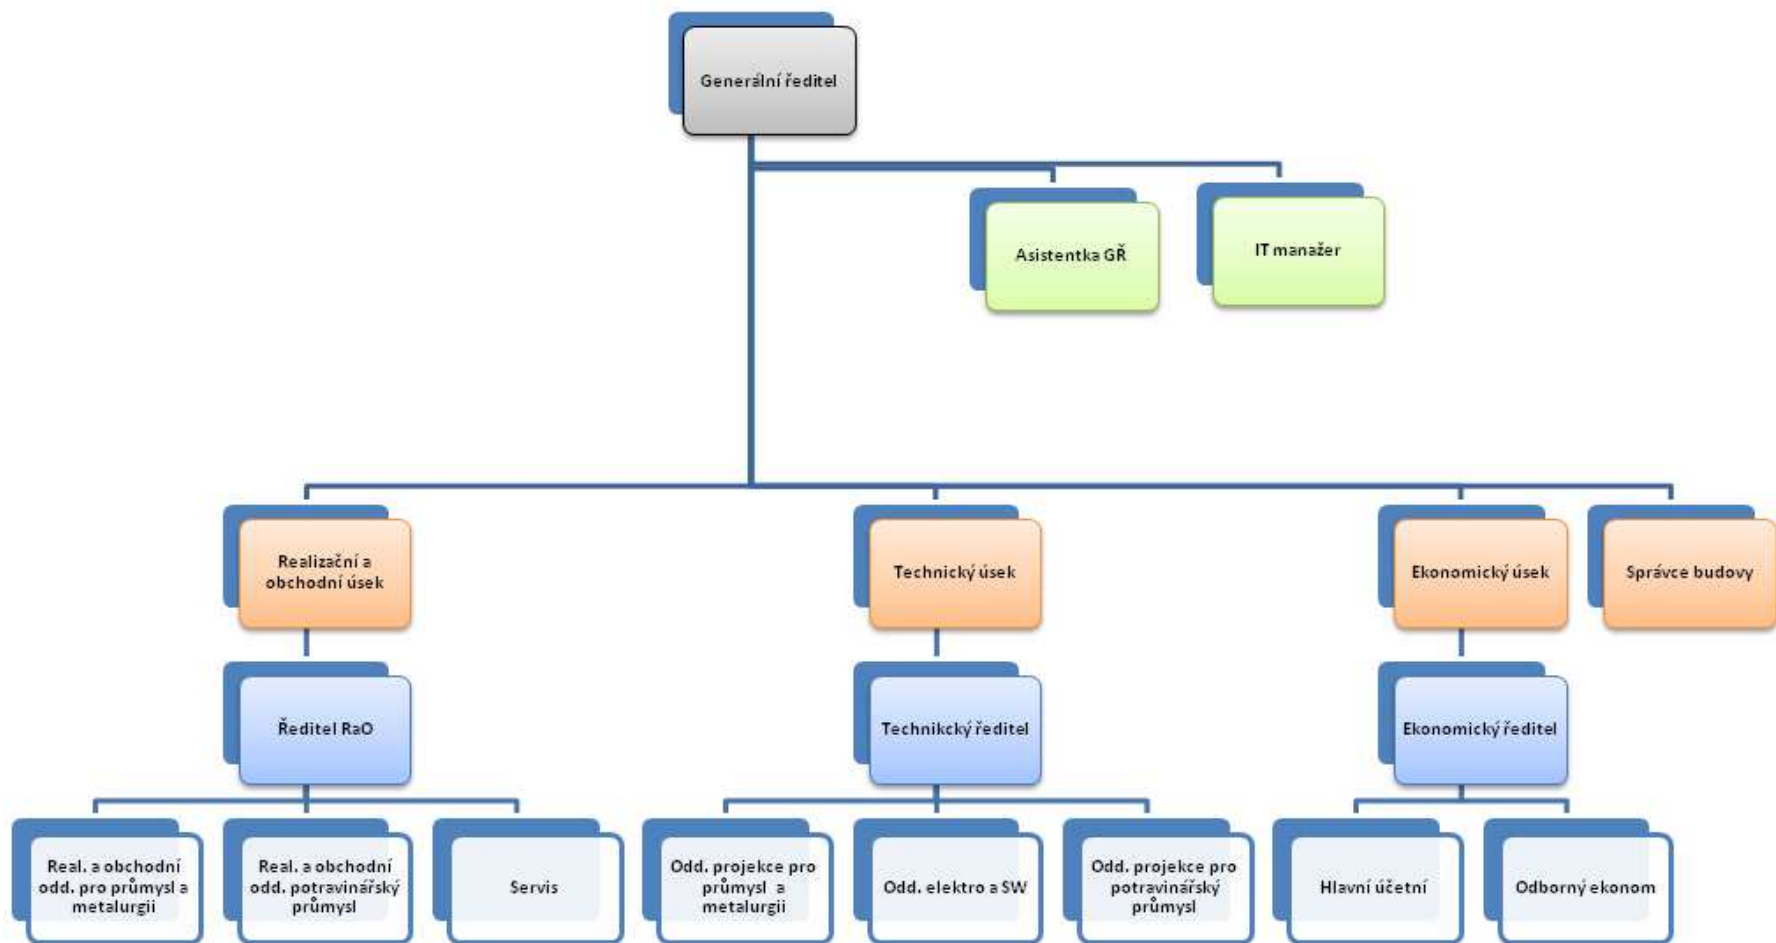 Generální ředitel
Asistentka GŘ
IT manažer
Realizační a
obchodní úsek
Technický úsek
Ekonomický úsek
Správce budovy
Ředitel RaO
Technikcký ředitel
Ekonomický ředitel
Real. a obchodní
odd. pro průmysl a
metalurgii
Real. a obchodní
odd. potravinářský
průmysl
Servis
Odd. projekce pro
průmysl a
metalurgii
Odd. elektro a SW
Odd. projekce pro
potravinářský
průmysl
Hlavní účetní
Odborný ekonom